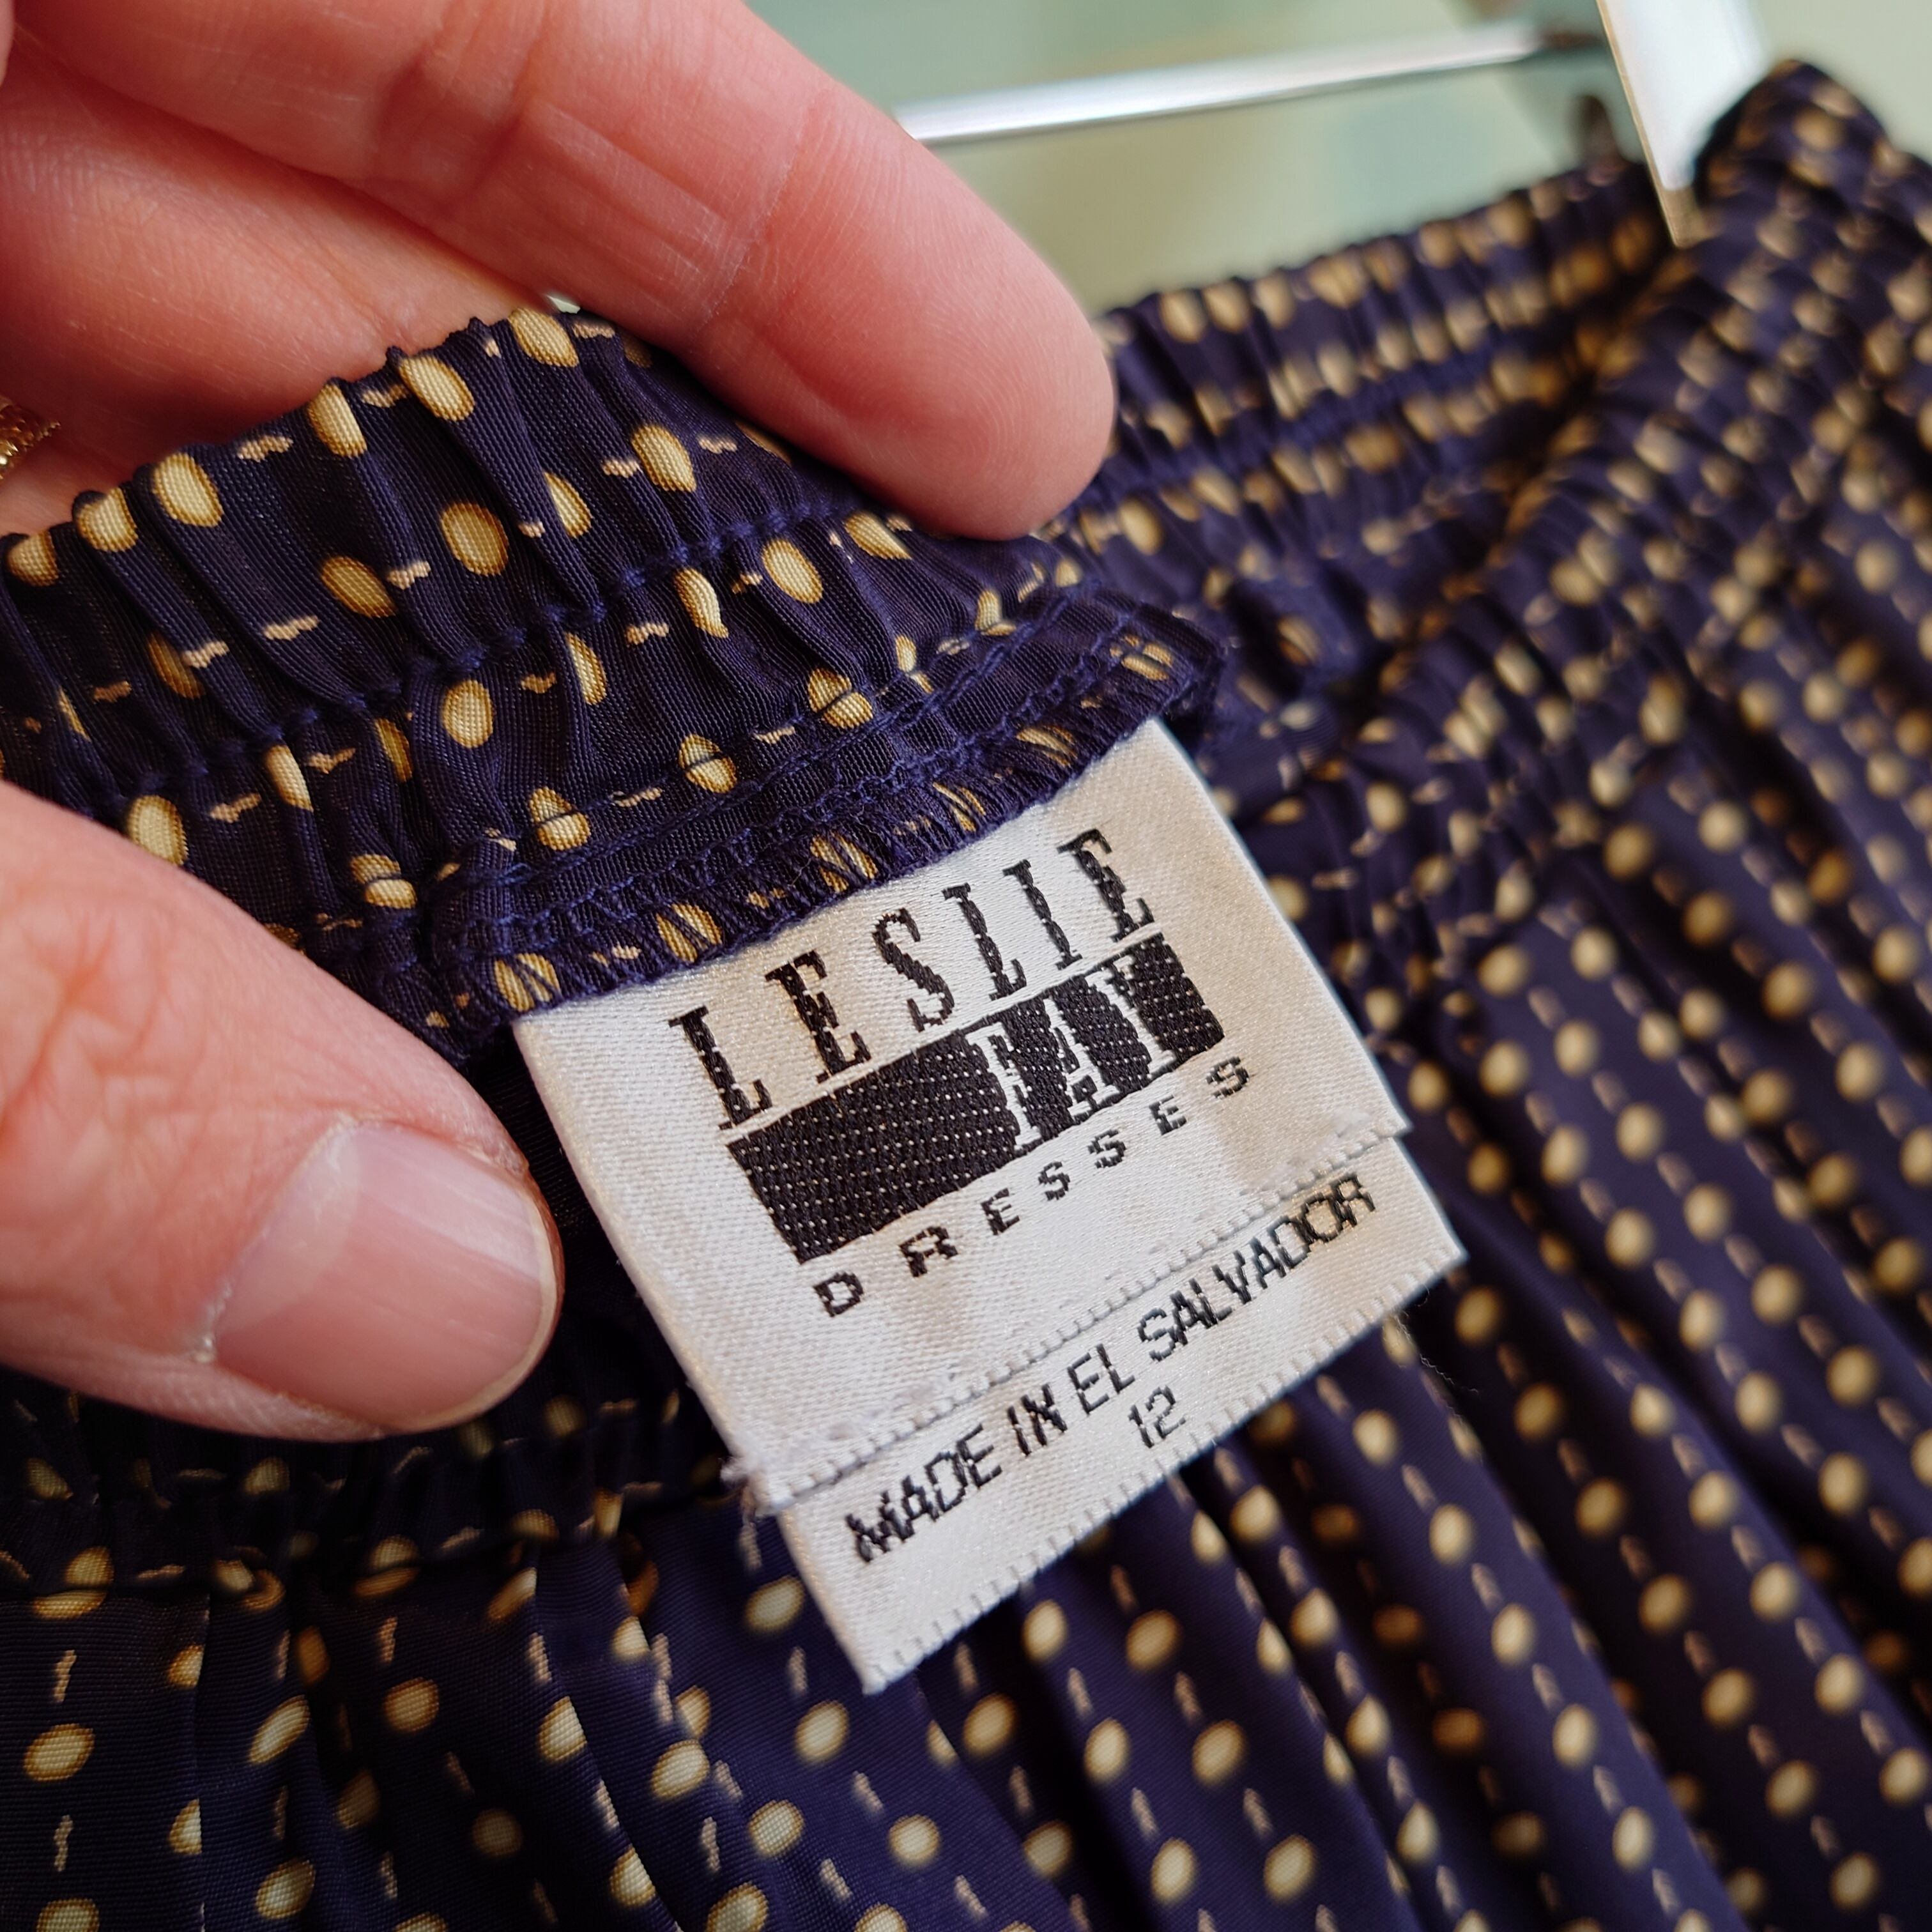 LESLIE
FAY
DRESSES
MADE IN EL SALVADOR
12